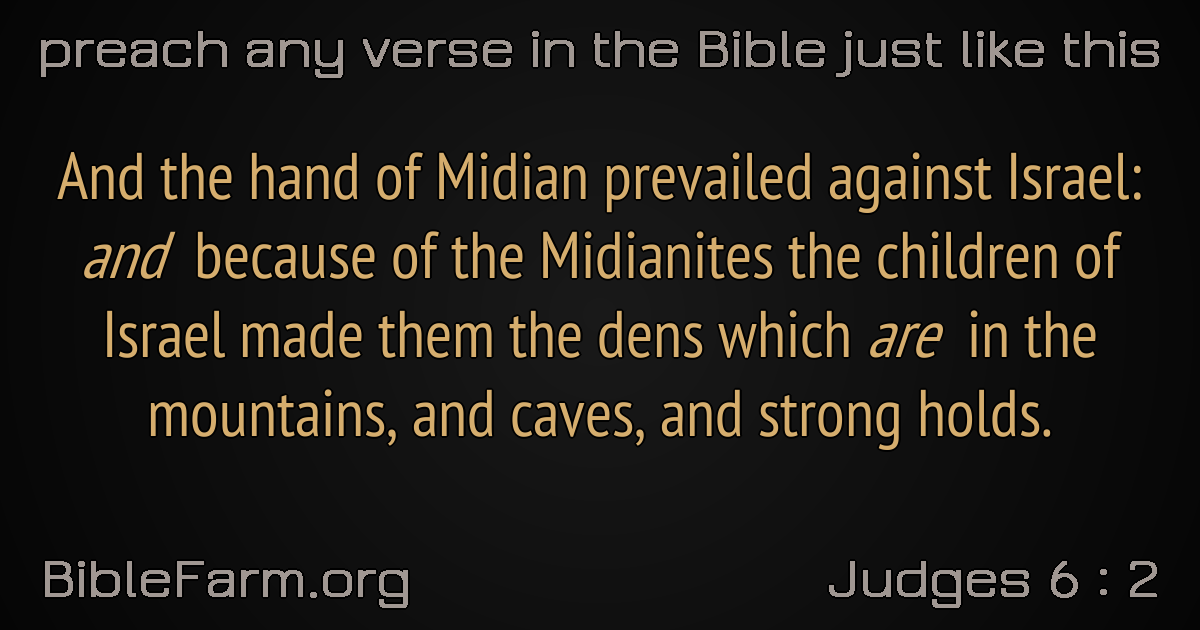 preach any verse in the Bible just like this
And the hand of Midian prevailed against Israel:
and because of the Midianites the children of
Israel made them the dens which are in the
mountains, and caves, and strong holds.
BibleFarm.org
Judges 6 : 2